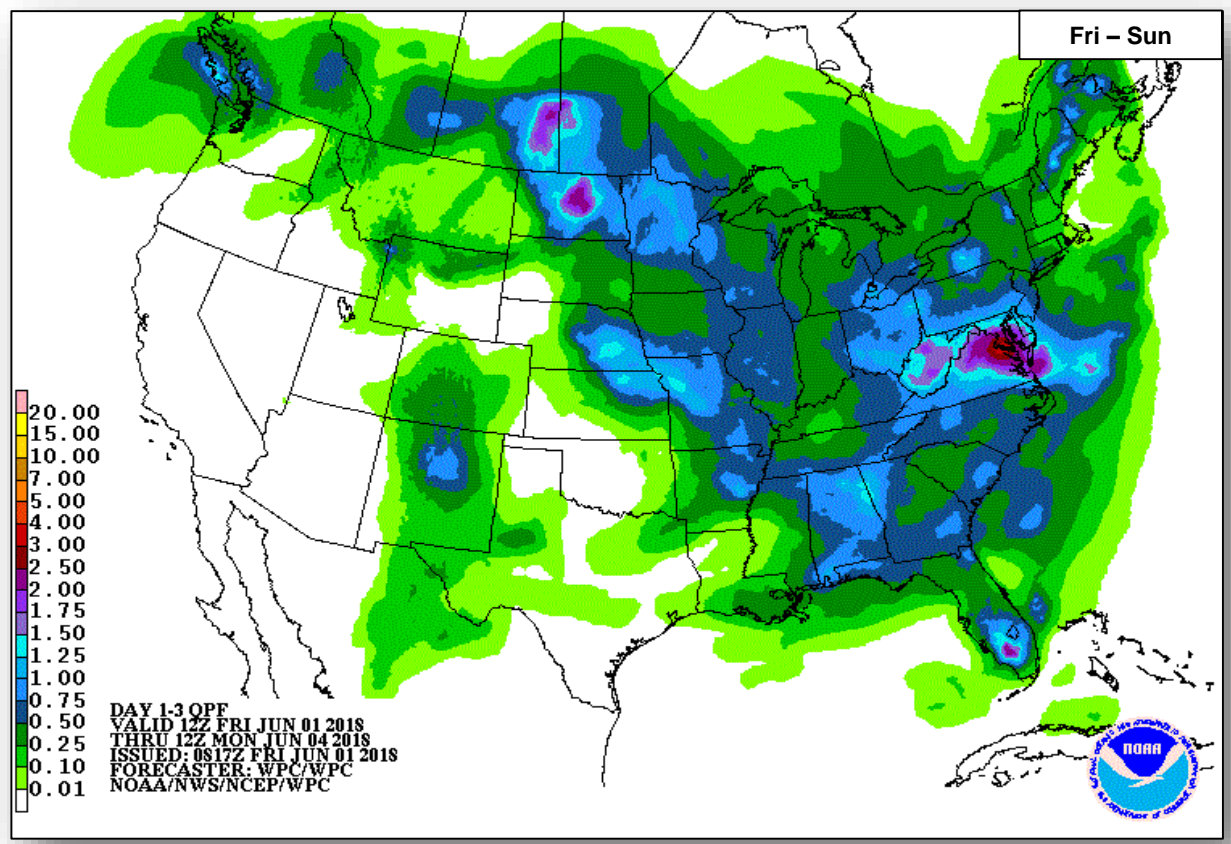 Fri – Sun
20.00
15.00
10.00
7.00
5.00
4.00
3.00
2.50
2.00
1.75
1.50
1.25
1.00
0.75
0.50
0.25
0.10
0.01
DAY 1-3 QPF
VALID 12Z FRI JUN 01 2018
THRU 12Z MON JUN 04 2018
ISSUED: 0817Z FRI JUN 01 2018
FORECASTER: WPC/WPC
NOAA/NWS/NCEP/WPC
NOAA